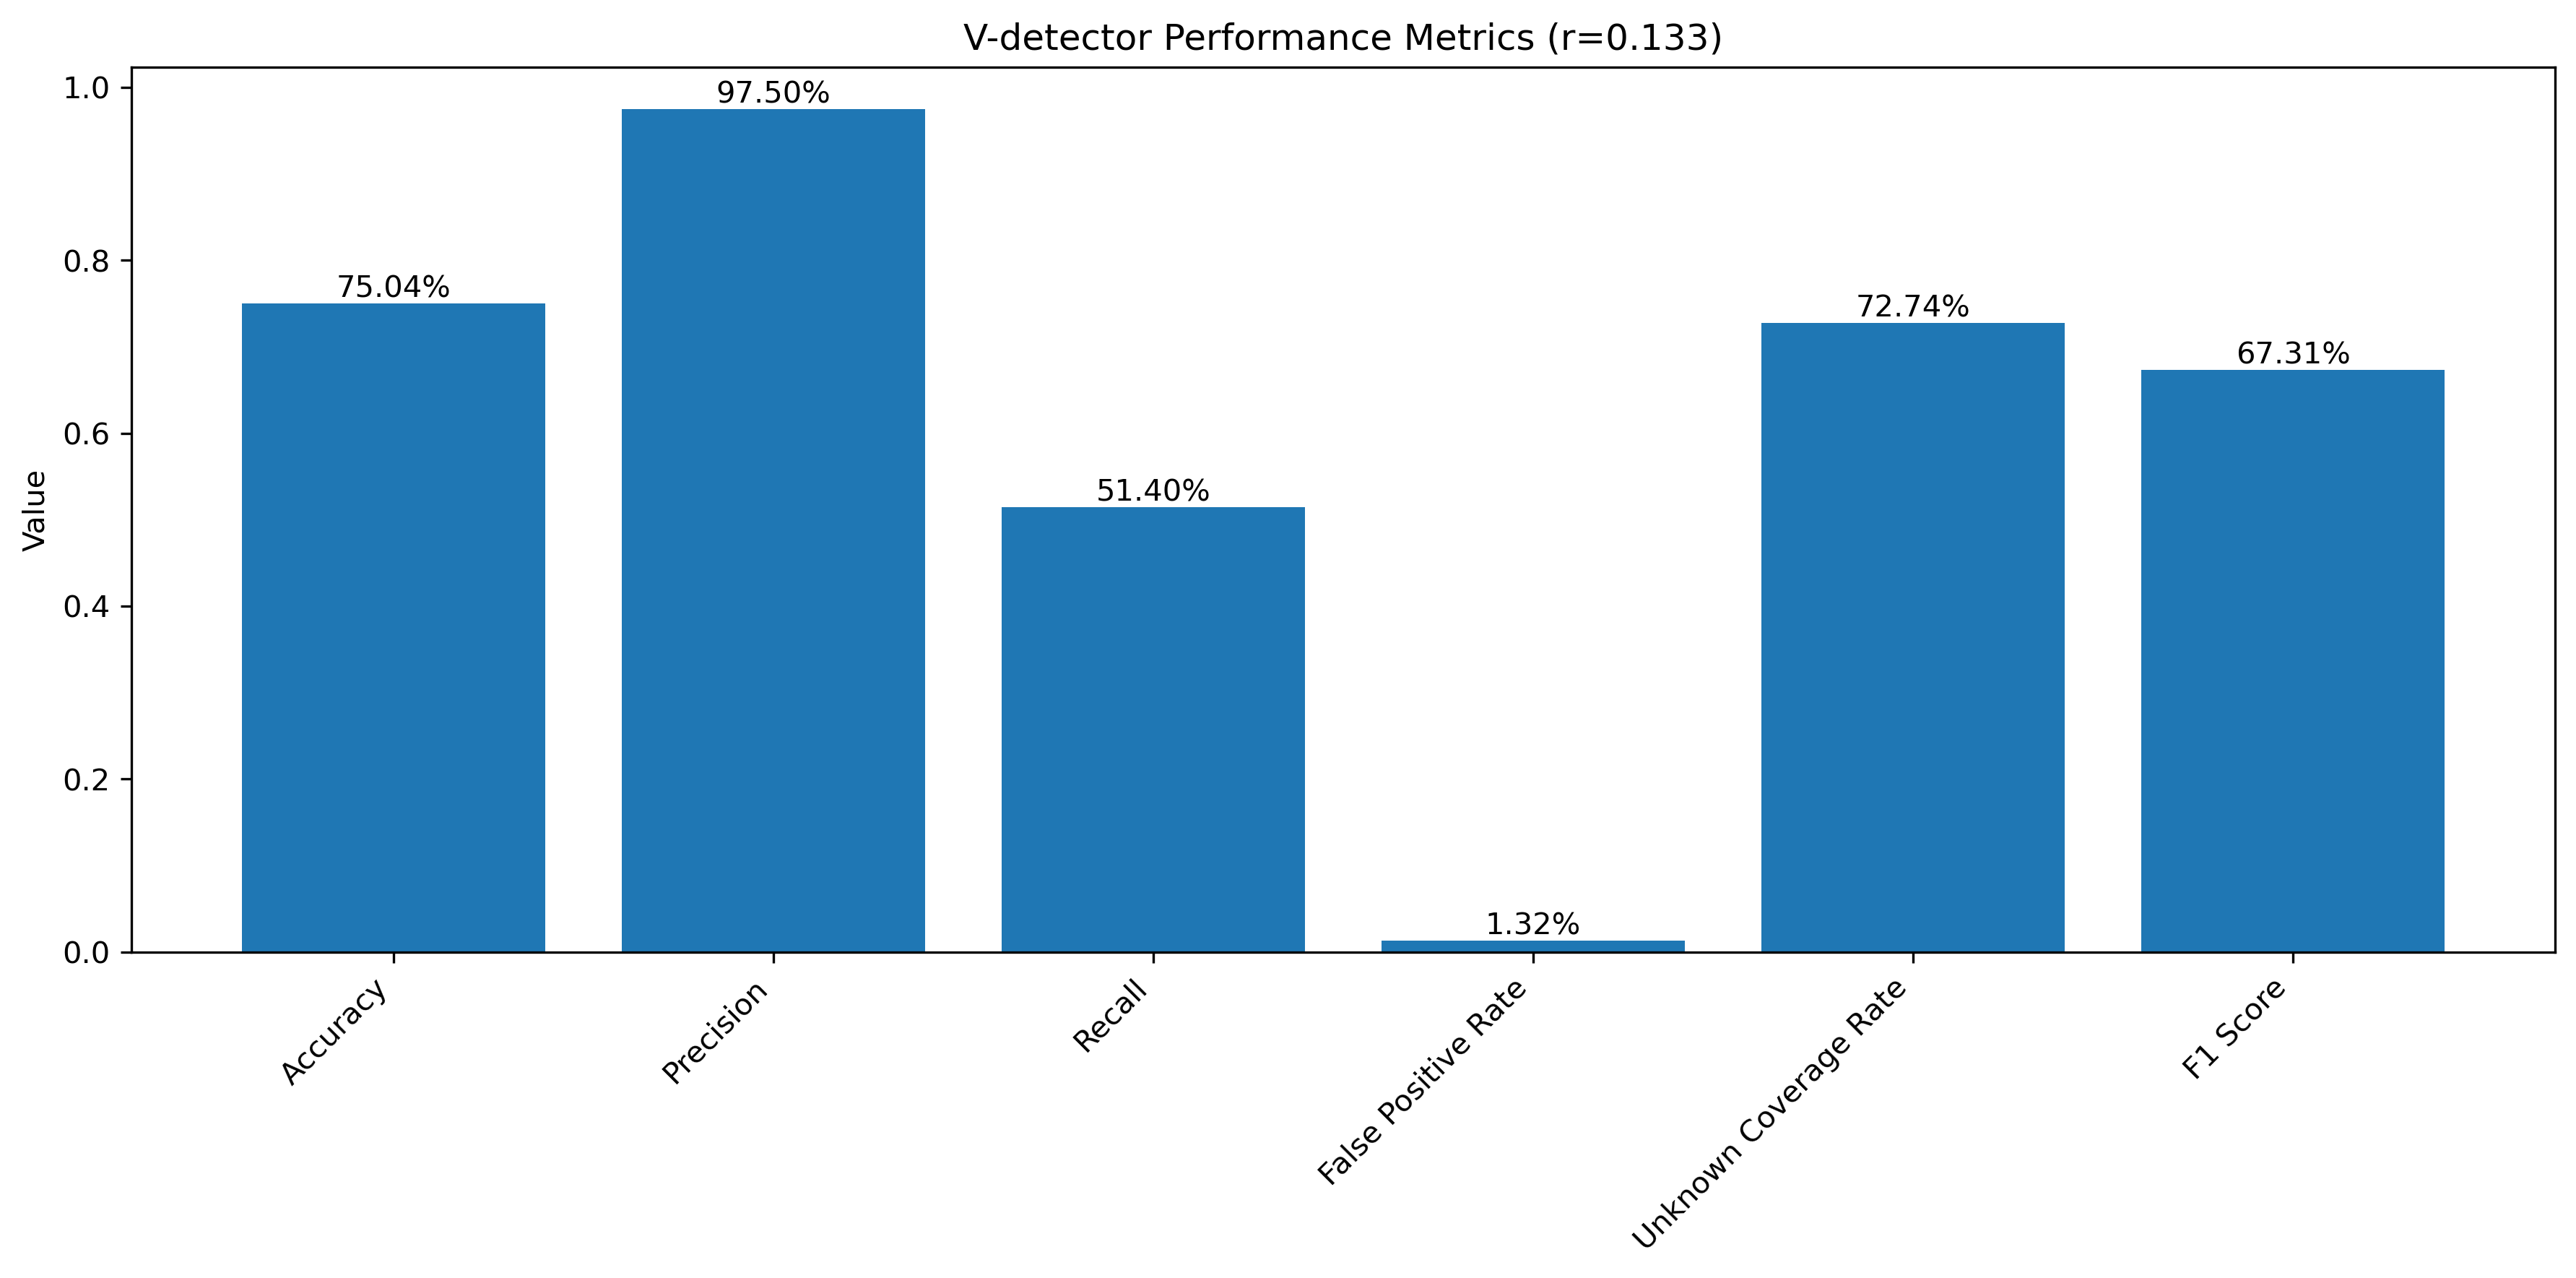 V-detector Performance Metrics (r=0.133)
Value
1.0
0.8
0.6
0.4
0.2
0.0
75.04%
97.50%
51.40%
1.32%
72.74%
67.31%
Accuracy
Precision
Recall
False Positive Rate
Unknown Coverage Rate
F1 Score